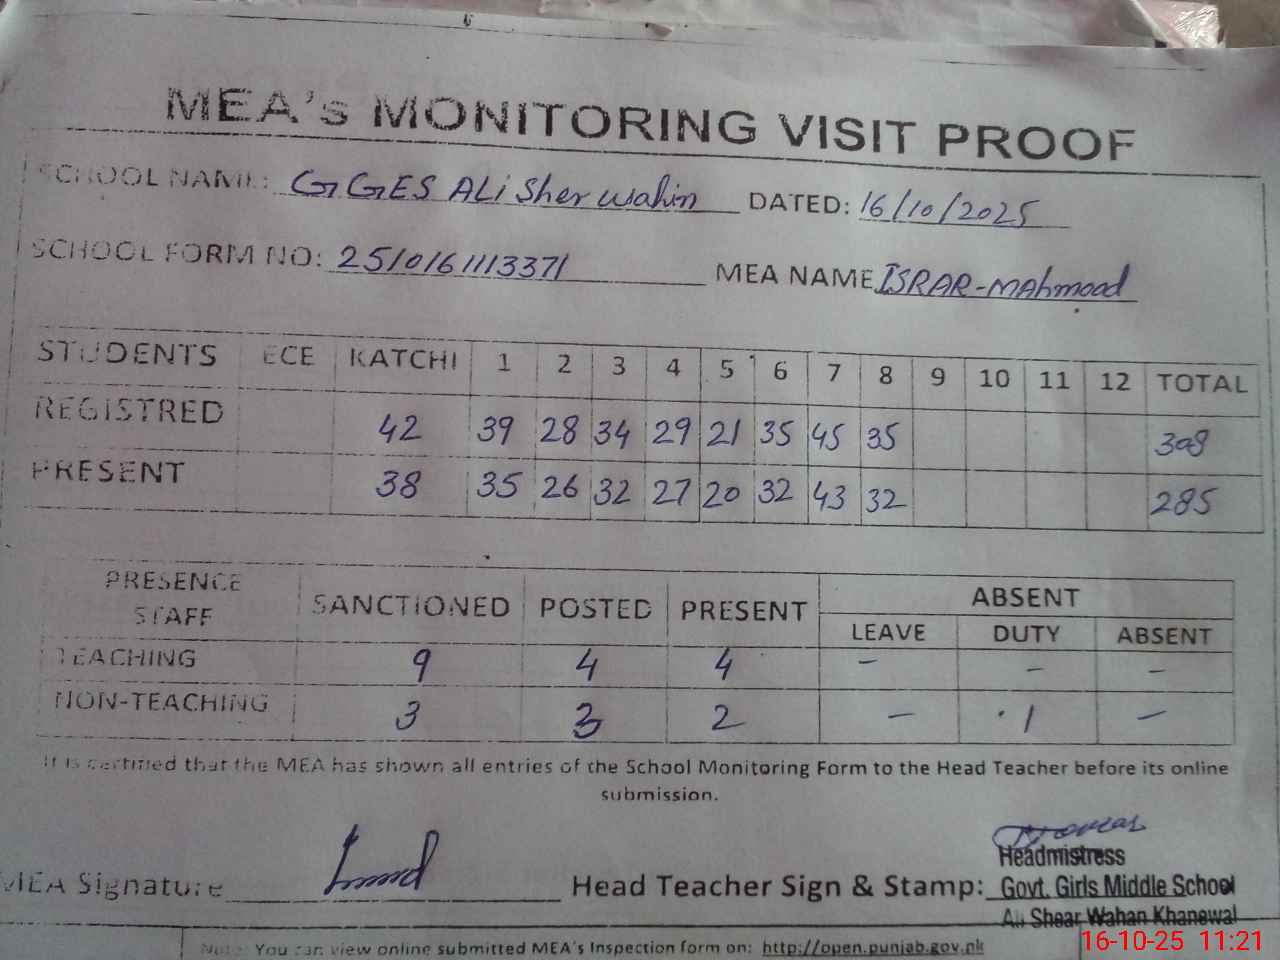 MEA's MONITORING VISIT PROOF
SCHOOL NAME: GGES ALi Sher wahin DATED: 16/10/2025
SCHOOL FORM NO: 2510161113371 MEA NAME ISRAR-MAhmood
STUDENTS ECE KATCHI 1 2 3 4 5 6 7 8 9 10 11 12 TOTAL
REGISTRED 42 39 28 34 29 21 35 45 35 308
PRESENT 38 35 26 32 27 20 32 43 32 285
PRESENCE STAFF SANCTIONED POSTED PRESENT ABSENT
LEAVE DUTY ABSENT
TEACHING 9 4 4 - - -
NON-TEACHING 3 3 2 - 1 -
It is certified that the MEA has shown all entries of the School Monitoring Form to the Head Teacher before its online
submission.
MEA Signature Head Teacher Sign & Stamp:
Headmistress
Govt. Girls Middle School
Ali Shear Wahan Khanewal
Note: You can view online submitted MEA's Inspection form on: http://open.punjab.gov.pk
16-10-25 11:21